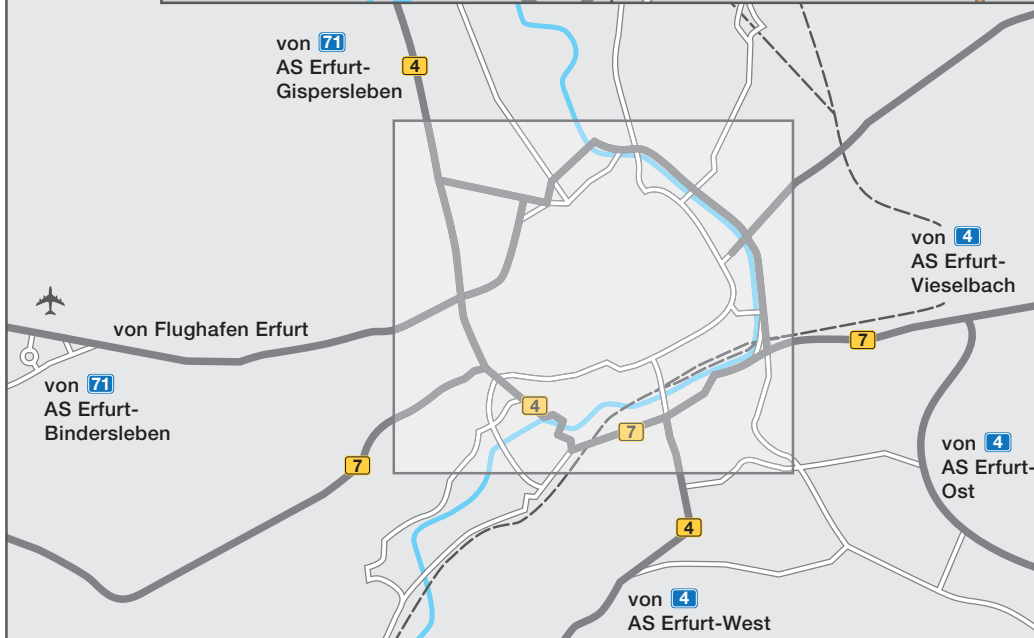 von 71
AS Erfurt-
Gispersleben
4
von 4
AS Erfurt-
Vieselbach
von Flughafen Erfurt
7
von 71
AS Erfurt-
Bindersleben
4
7
7
von 4
AS Erfurt-
Ost
4
von 4
AS Erfurt-West